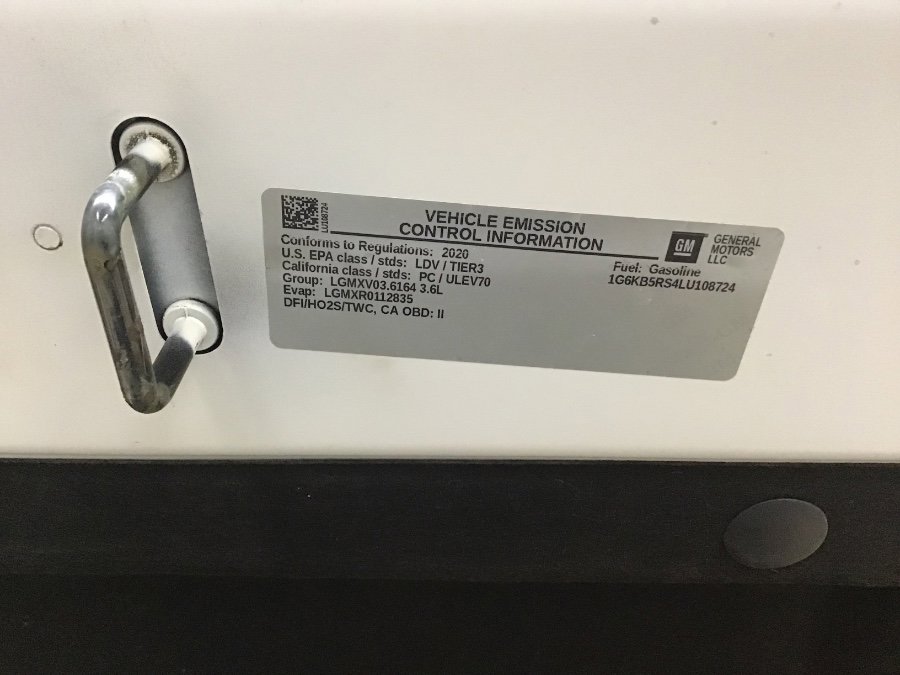 LU108724
VEHICLE EMISSION
CONTROL INFORMATION
GM
GENERAL
MOTORS
LLC
Conforms to Regulations: 2020
U.S. EPA class / stds: LDV / TIER3
California class / stds: PC / ULEV70
Group: LGMXV03.6164 3.6L
Evap: LGMXR0112835
DFI/HO2S/TWC, CA OBD: II
Fuel: Gasoline
1G6KB5RS4LU108724